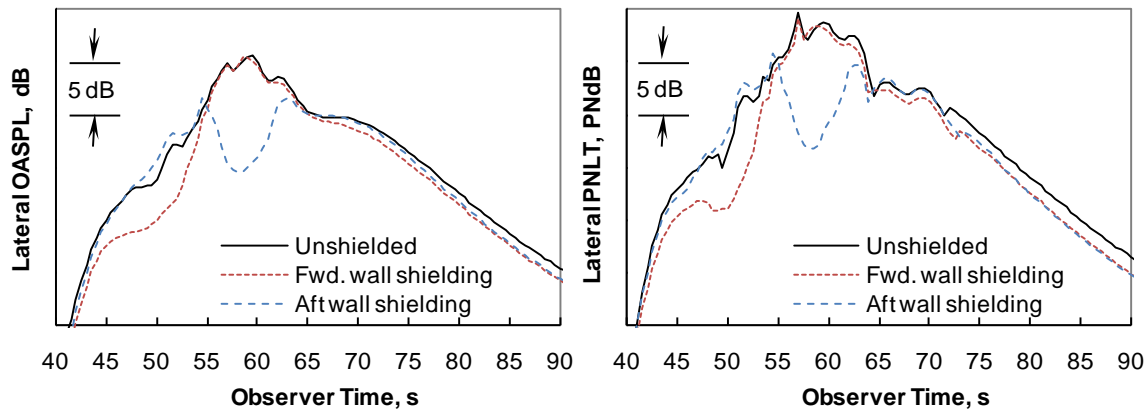 Lateral OASPL, dB
5 dB
Unshielded
Fwd. wall shielding
Aft wall shielding
40 45 50 55 60 65 70 75 80 85 90
Observer Time, s
Lateral PNLT, PNdB
5 dB
Unshielded
Fwd. wall shielding
Aft wall shielding
40 45 50 55 60 65 70 75 80 85 90
Observer Time, s